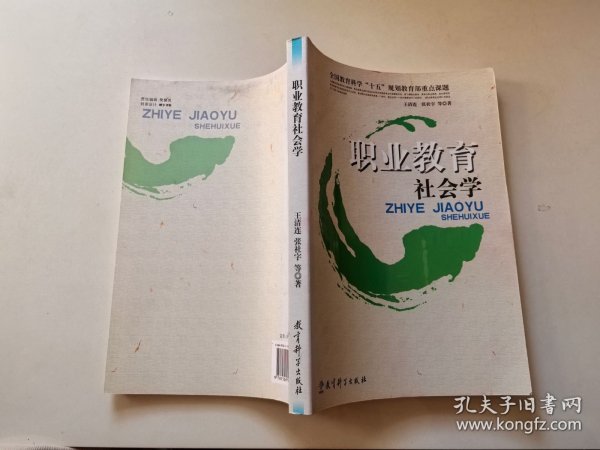 ZHIYE JIAOYU
SHEHUIXUE
职业教育社会学
王清连 张社字 等◎著
教育科学出版社
全国教育科学“十五”规划教育部重点课题
王清连 张社字 等◎著
职业教育
社会学
ZHIYE JIAOYU
SHEHUIXUE
教育科学出版社
孔夫子旧书网
www.kongfz.com